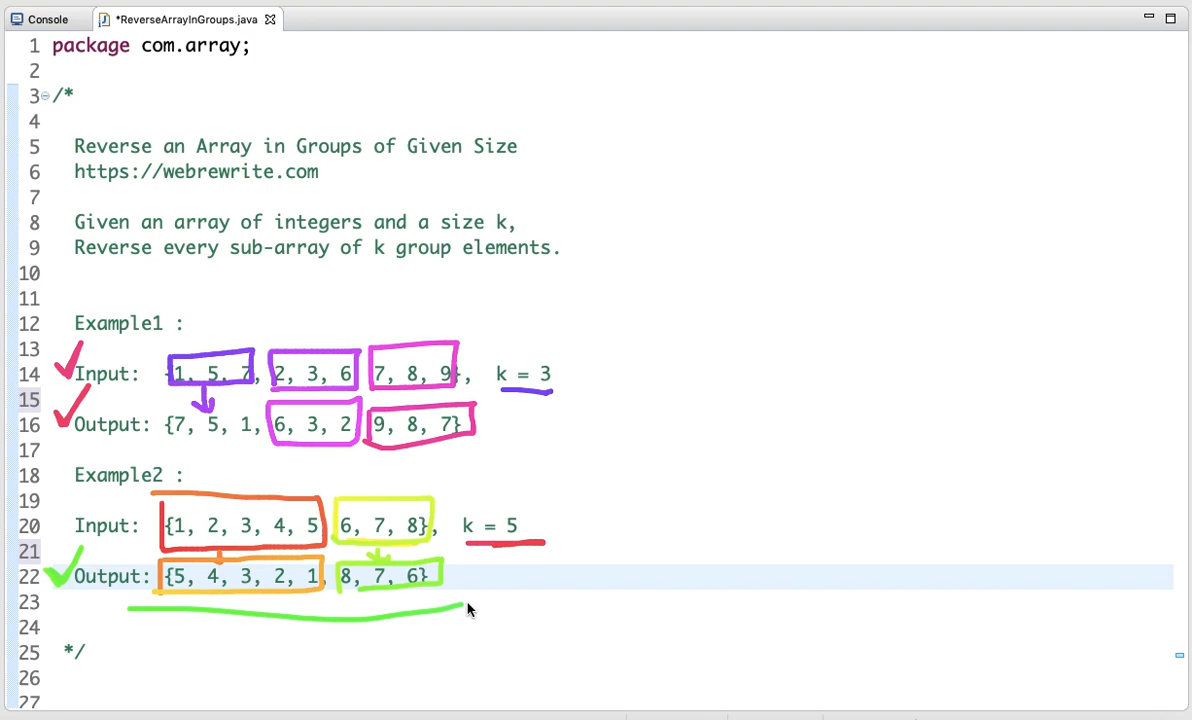 Console
*ReverseArrayInGroups.java
1 package com.array;
2
3 /*
4
5 Reverse an Array in Groups of Given Size
6 https://webrewrite.com
7
8 Given an array of integers and a size k,
9 Reverse every sub-array of k group elements.
10
11
12 Example1 :
13
14 Input: {1, 5, 7, 2, 3, 6, 7, 8, 9}, k = 3
15
16 Output: {7, 5, 1, 6, 3, 2, 9, 8, 7}
17
18 Example2 :
19
20 Input: {1, 2, 3, 4, 5, 6, 7, 8}, k = 5
21
22 Output: {5, 4, 3, 2, 1, 8, 7, 6}
23
24
25 */
26
27